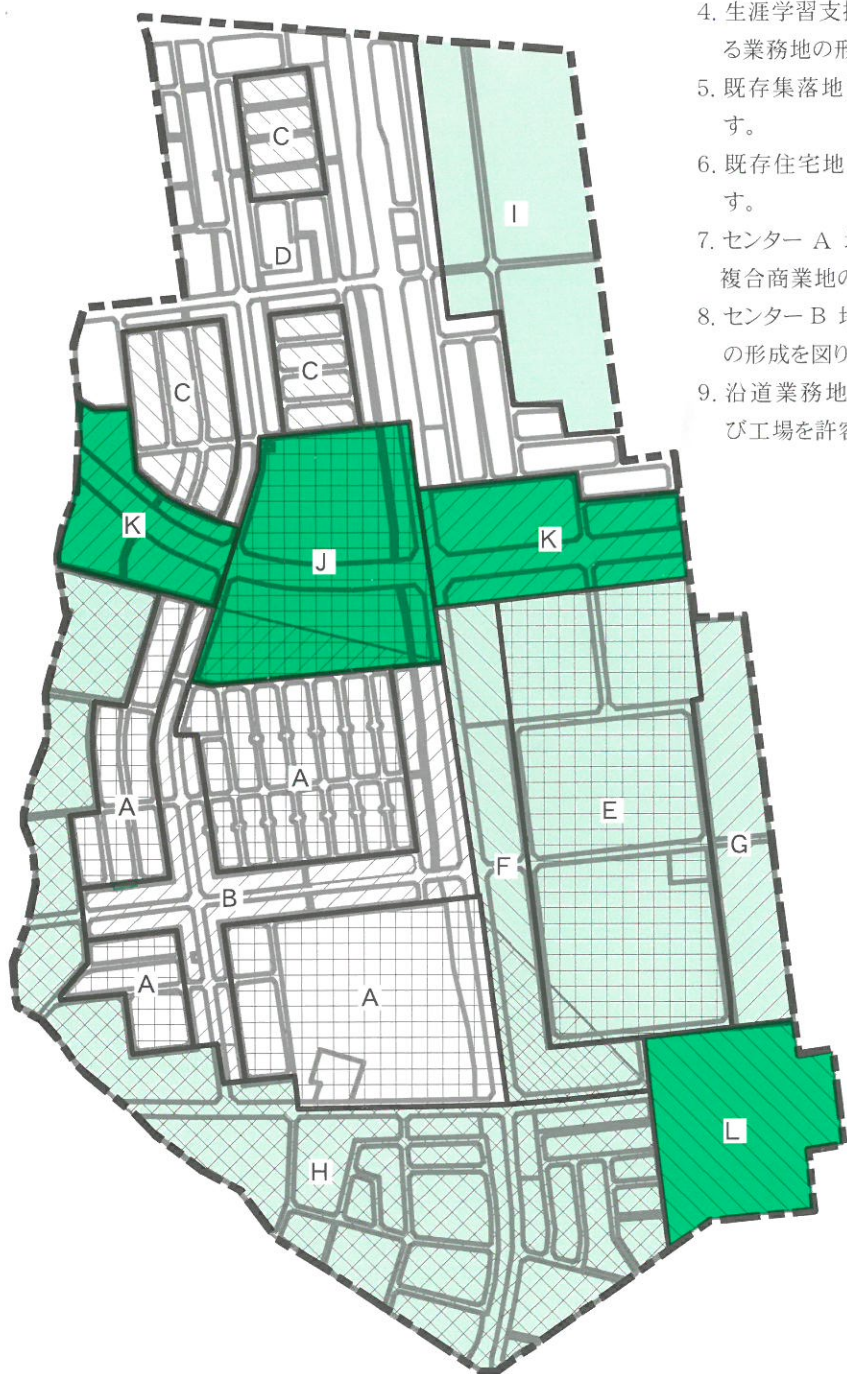 4. 生涯学習支
る業務地の形
5. 既存集落地
す。
6. 既存住宅地
す。
7. センター A
複合商業地の
8. センター B 地
の形成を図り
9. 沿道業務地
び工場を許容
C
I
D
C
C
K
J
K
A
A
E
F
G
B
A
A
L
H